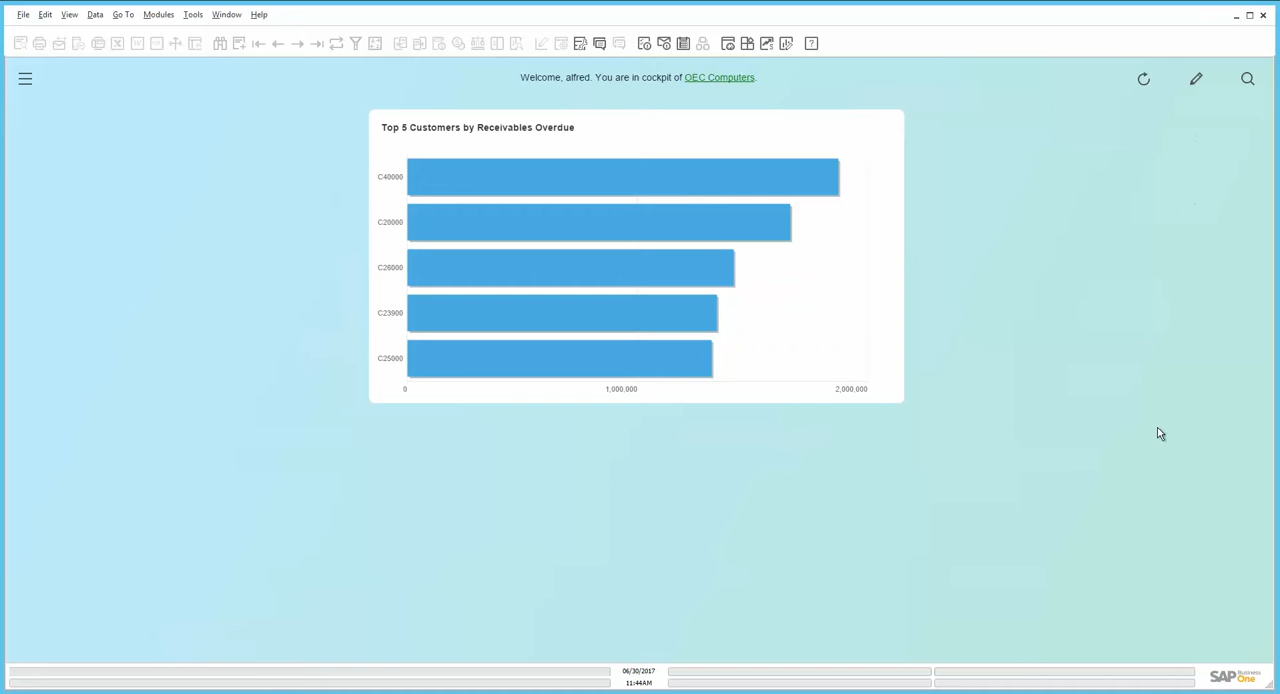 File Edit View Data Go To Modules Tools Window Help
Welcome, alfred. You are in cockpit of OEC Computers.
Top 5 Customers by Receivables Overdue
C40000
C20000
C26000
C23900
C25000
0 1,000,000 2,000,000
06/30/2017
11:44AM
SAP Business One